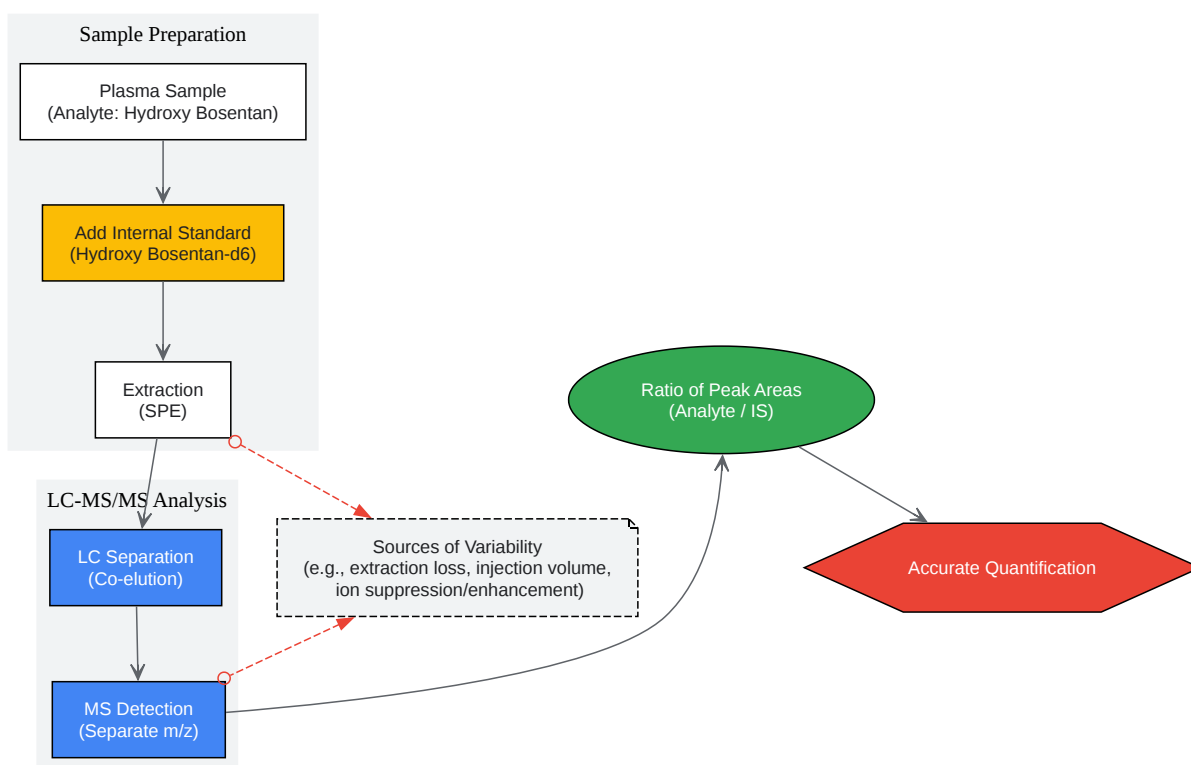 Sample Preparation
Plasma Sample
(Analyte: Hydroxy Bosentan)
Add Internal Standard
(Hydroxy Bosentan-d6)
Extraction
(SPE)
LC-MS/MS Analysis
LC Separation
(Co-elution)
MS Detection
(Separate m/z)
Sources of Variability
(e.g., extraction loss, injection volume,
ion suppression/enhancement)
Ratio of Peak Areas
(Analyte / IS)
Accurate Quantification